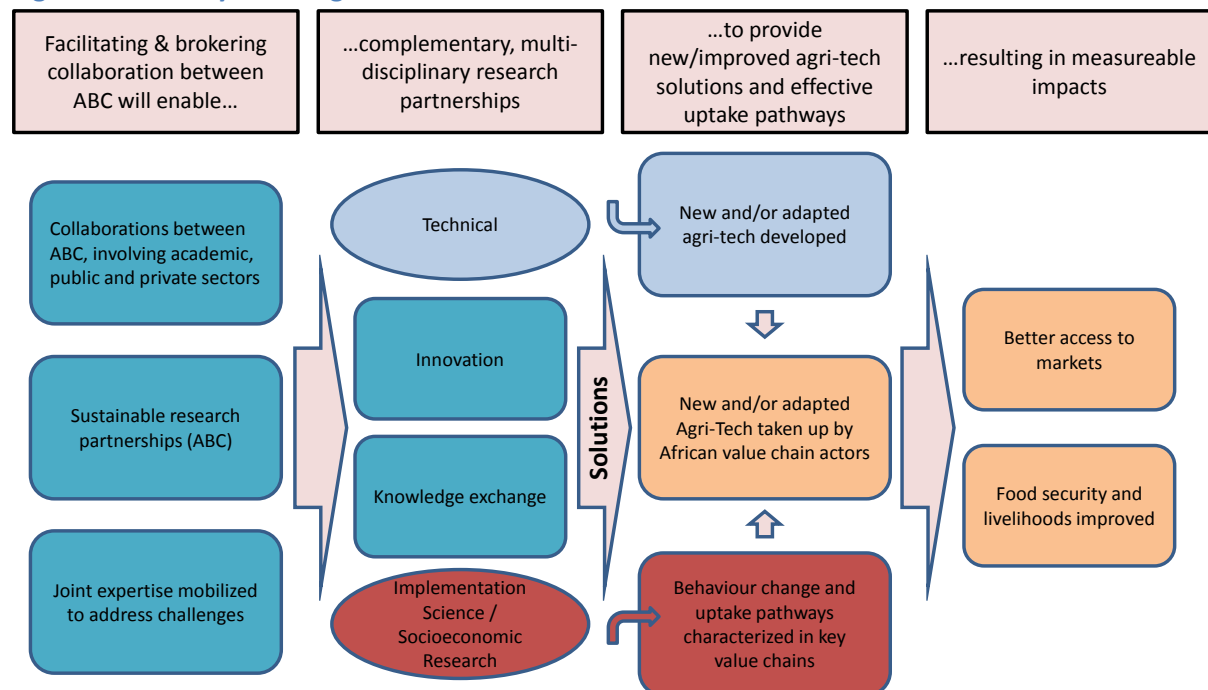 Facilitating & brokering
collaboration between
ABC will enable…
…complementary, multi-
disciplinary research
partnerships
…to provide
new/improved agri-tech
solutions and effective
uptake pathways
…resulting in measureable
impacts
Collaborations between
ABC, involving academic,
public and private sectors
Sustainable research
partnerships (ABC)
Joint expertise mobilized
to address challenges
Technical
Innovation
Knowledge exchange
Implementation
Science /
Socioeconomic
Research
Solutions
New and/or adapted
agri-tech developed
New and/or adapted
Agri-Tech taken up by
African value chain actors
Behaviour change and
uptake pathways
characterized in key
value chains
Better access to
markets
Food security and
livelihoods improved